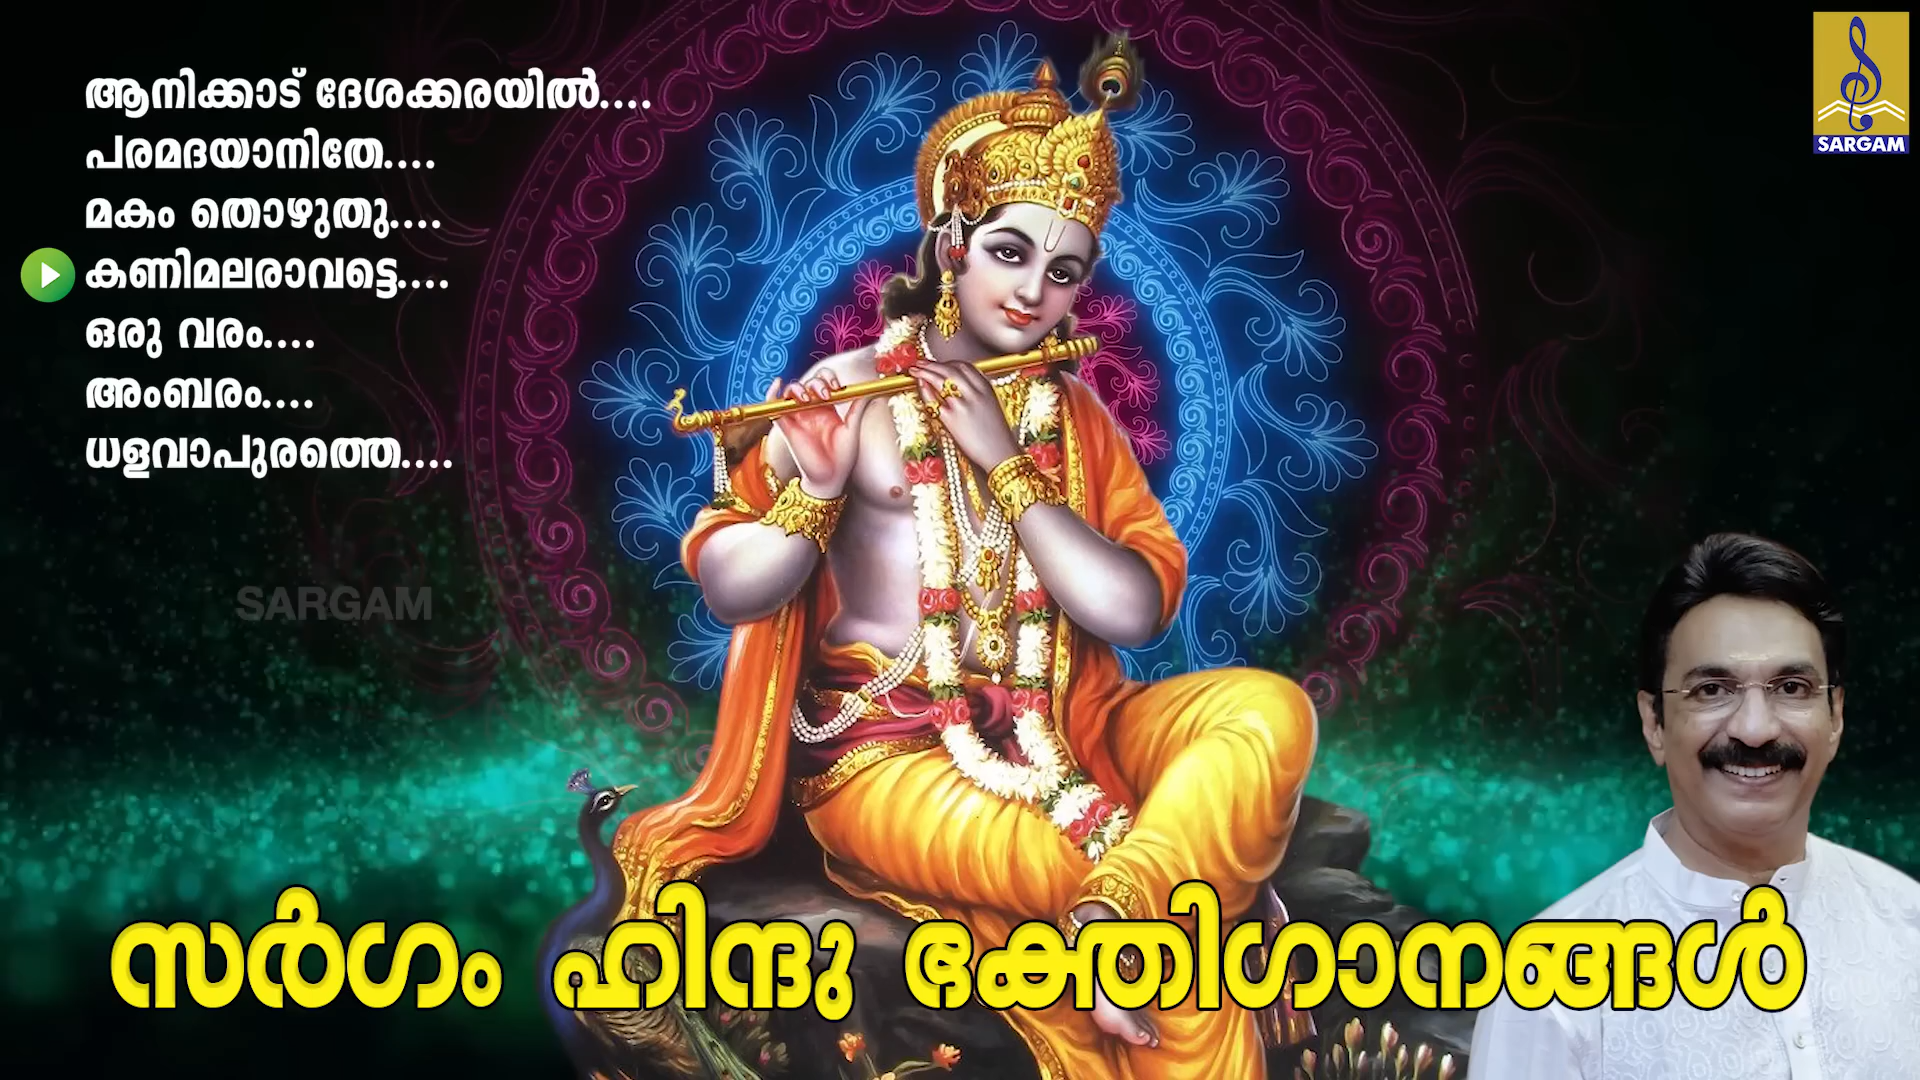 ആനിക്കാട് ദേശക്കരയിൽ....
പരമദയാനിതേ....
മകം തൊഴുതു....
കണിമലരാവട്ടെ....
ഒരു വരം....
അംബരം....
ധളവാപുരത്തെ....
SARGAM
SARGAM
സർഗം ഹിന്ദു ഭക്തിഗാനങ്ങൾ